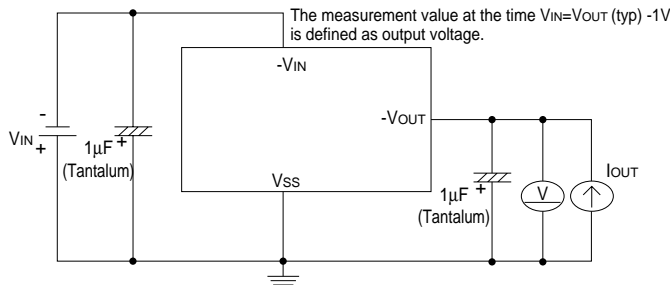 The measurement value at the time VIN=VOUT (typ) -1V
is defined as output voltage.
-VIN
-
VIN
+
1μF +
(Tantalum)
-VOUT
VSS
1μF +
(Tantalum)
V
IOUT